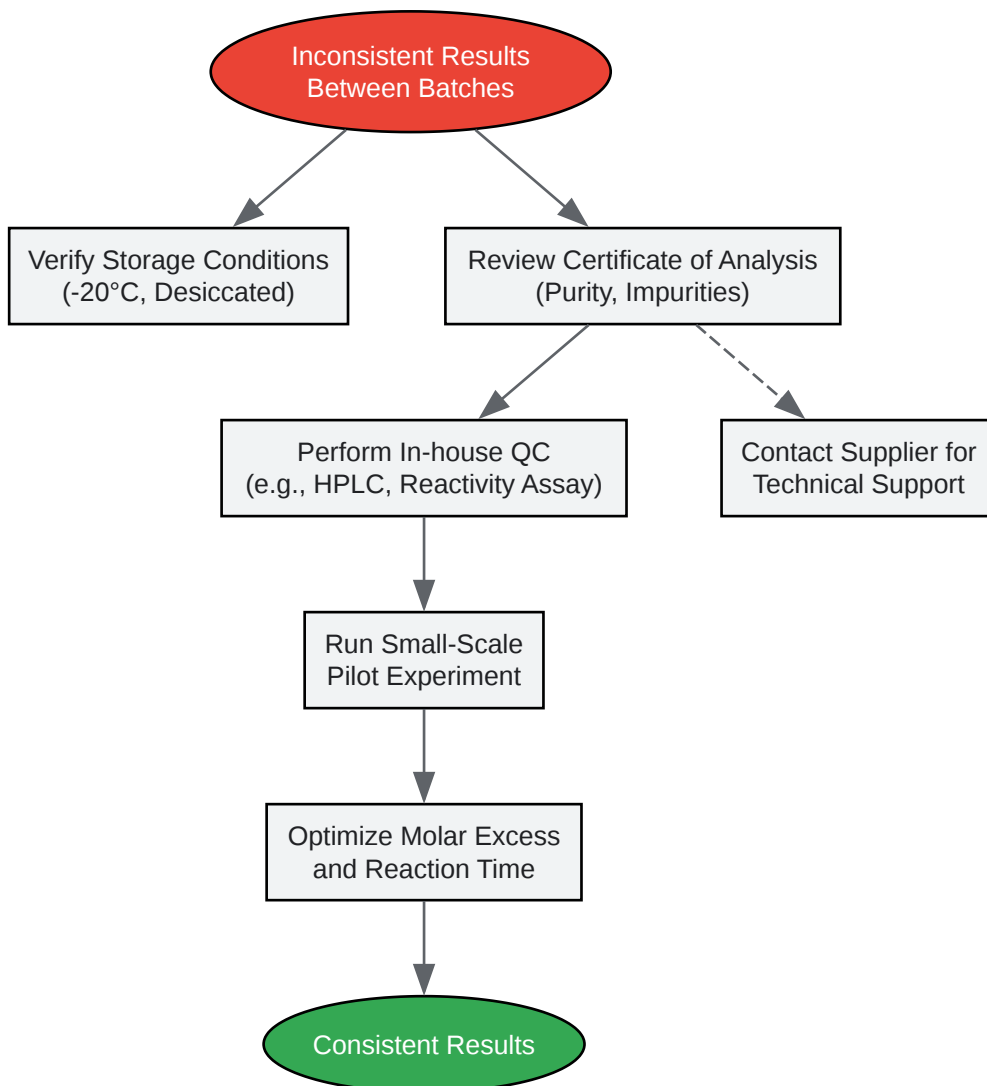 Inconsistent Results
Between Batches
Verify Storage Conditions
(-20°C, Desiccated)
Review Certificate of Analysis
(Purity, Impurities)
Perform In-house QC
(e.g., HPLC, Reactivity Assay)
Contact Supplier for
Technical Support
Run Small-Scale
Pilot Experiment
Optimize Molar Excess
and Reaction Time
Consistent Results